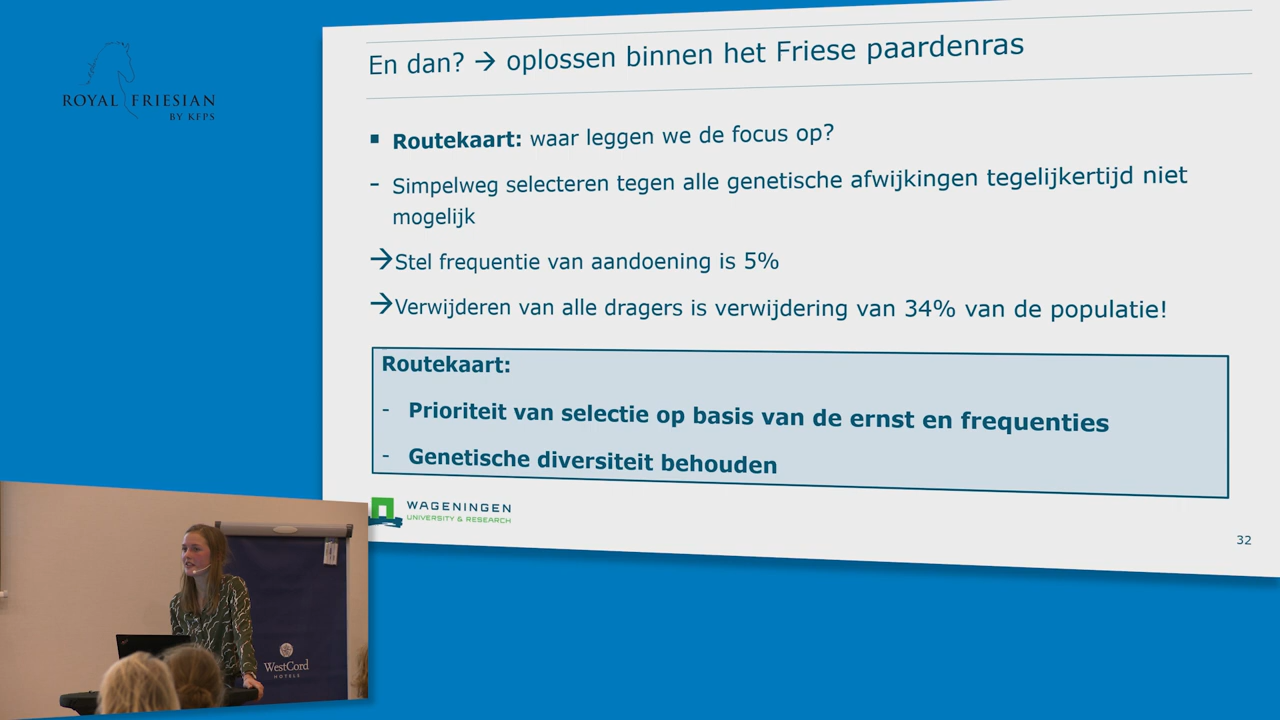 ROYAL FRIESIAN
BY KFPS
En dan? → oplossen binnen het Friese paardenras
▪ Routekaart: waar leggen we de focus op?
- Simpelweg selecteren tegen alle genetische afwijkingen tegelijkertijd niet
mogelijk
→Stel frequentie van aandoening is 5%
→Verwijderen van alle dragers is verwijdering van 34% van de populatie!
Routekaart:
- Prioriteit van selectie op basis van de ernst en frequenties
- Genetische diversiteit behouden
WAGENINGEN
UNIVERSITY & RESEARCH
32
WestCord
HOTELS